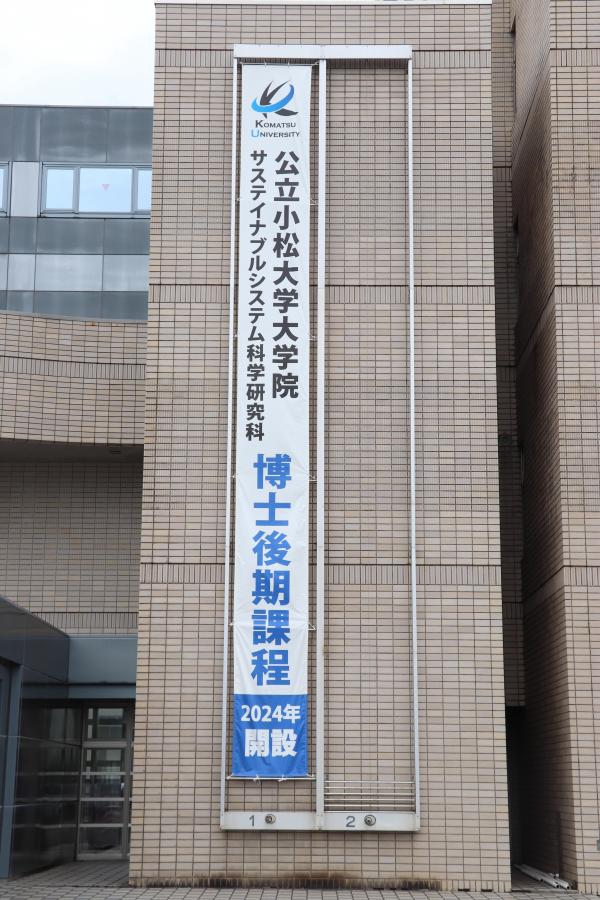 KOMATSU
UNIVERSITY
公立小松大学大学院
サステイナブルシステム科学研究科
博士後期課程
2024年
開設
1
2